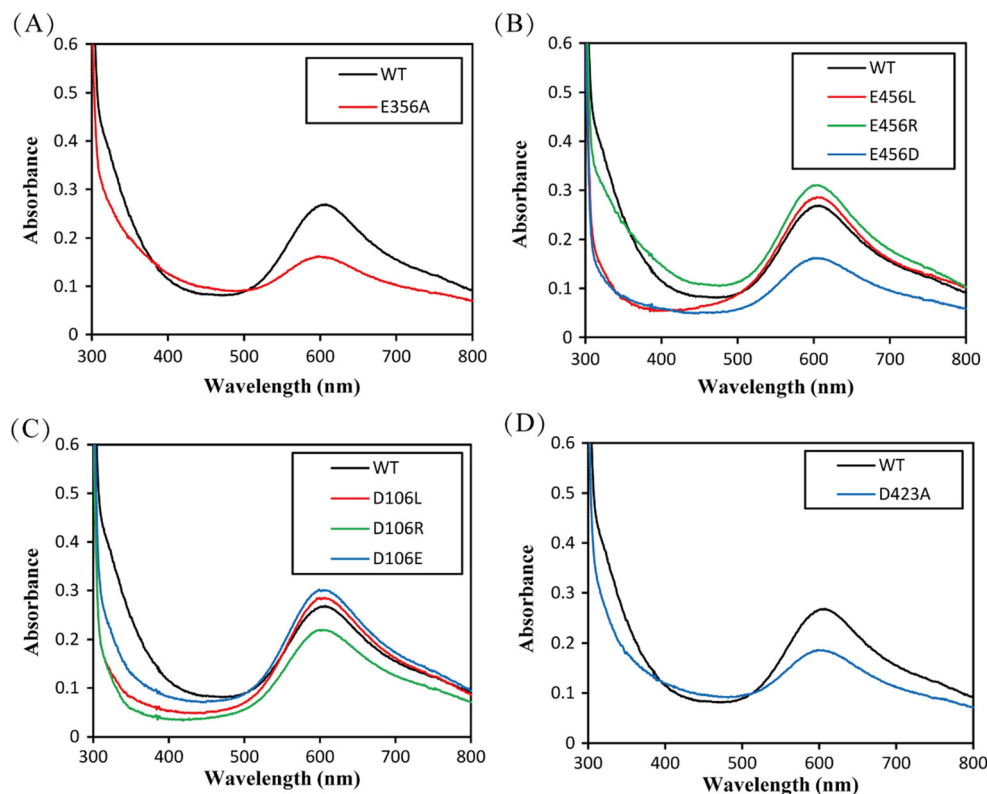 (A)
0.6
0.5
0.4
0.3
0.2
0.1
0
Absorbance
WT
E356A
300 400 500 600 700 800
Wavelength (nm)
(B)
0.6
0.5
0.4
0.3
0.2
0.1
0
Absorbance
WT
E456L
E456R
E456D
300 400 500 600 700 800
Wavelength (nm)
(C)
0.6
0.5
0.4
0.3
0.2
0.1
0
Absorbance
WT
D106L
D106R
D106E
300 400 500 600 700 800
Wavelength (nm)
(D)
0.6
0.5
0.4
0.3
0.2
0.1
0
Absorbance
WT
D423A
300 400 500 600 700 800
Wavelength (nm)